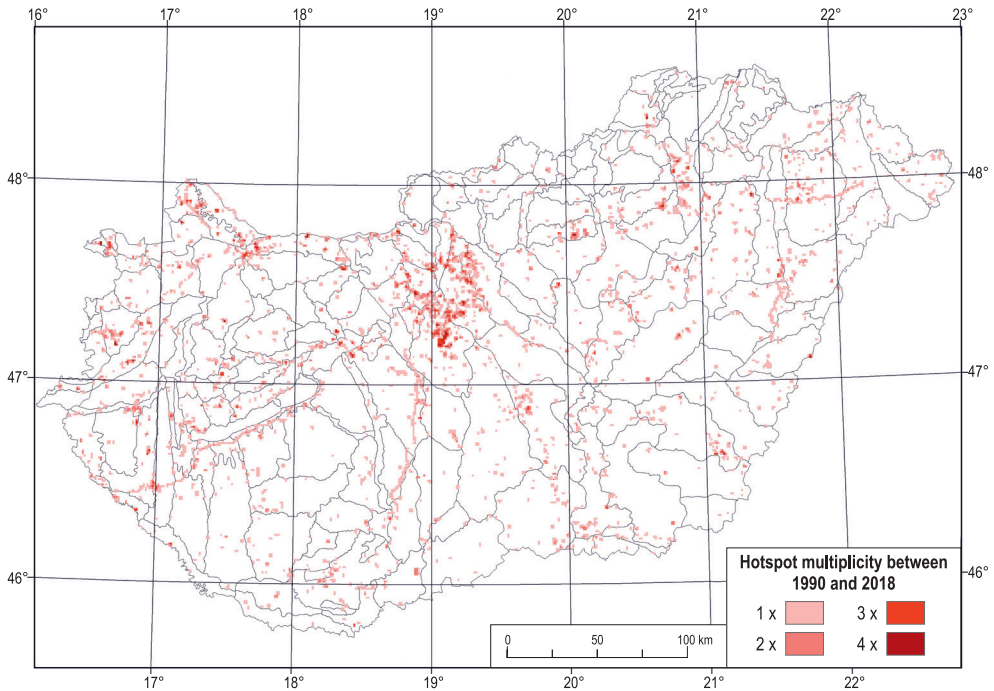 16° 17° 18° 19° 20° 21° 22° 23°
48° 48°
47° 47°
46° 46°
Hotspot multiplicity between
1990 and 2018
1 x 3 x
2 x 4 x
0 50 100 km
17° 18° 19° 20° 21° 22°